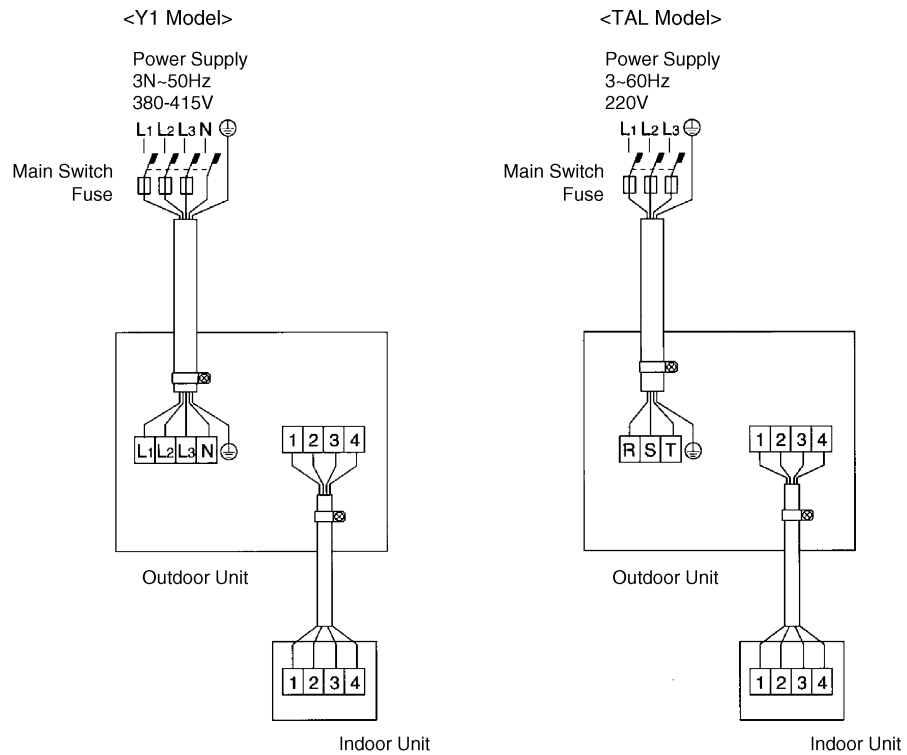 <Y1 Model>
Power Supply
3N~50Hz
380-415V
L1 L2 L3 N
Main Switch
Fuse
L1 L2 L3 N
1 2 3 4
Outdoor Unit
1 2 3 4
Indoor Unit
<TAL Model>
Power Supply
3~60Hz
220V
L1 L2 L3
Main Switch
Fuse
R S T
1 2 3 4
Outdoor Unit
1 2 3 4
Indoor Unit